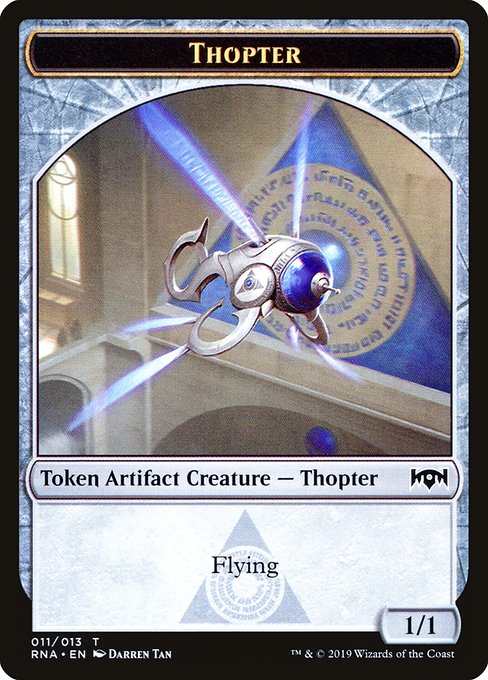 Thopter
Token Artifact Creature — Thopter
Flying
1/1
011/013 T
RNA • EN Darren Tan
™ & © 2019 Wizards of the Coast